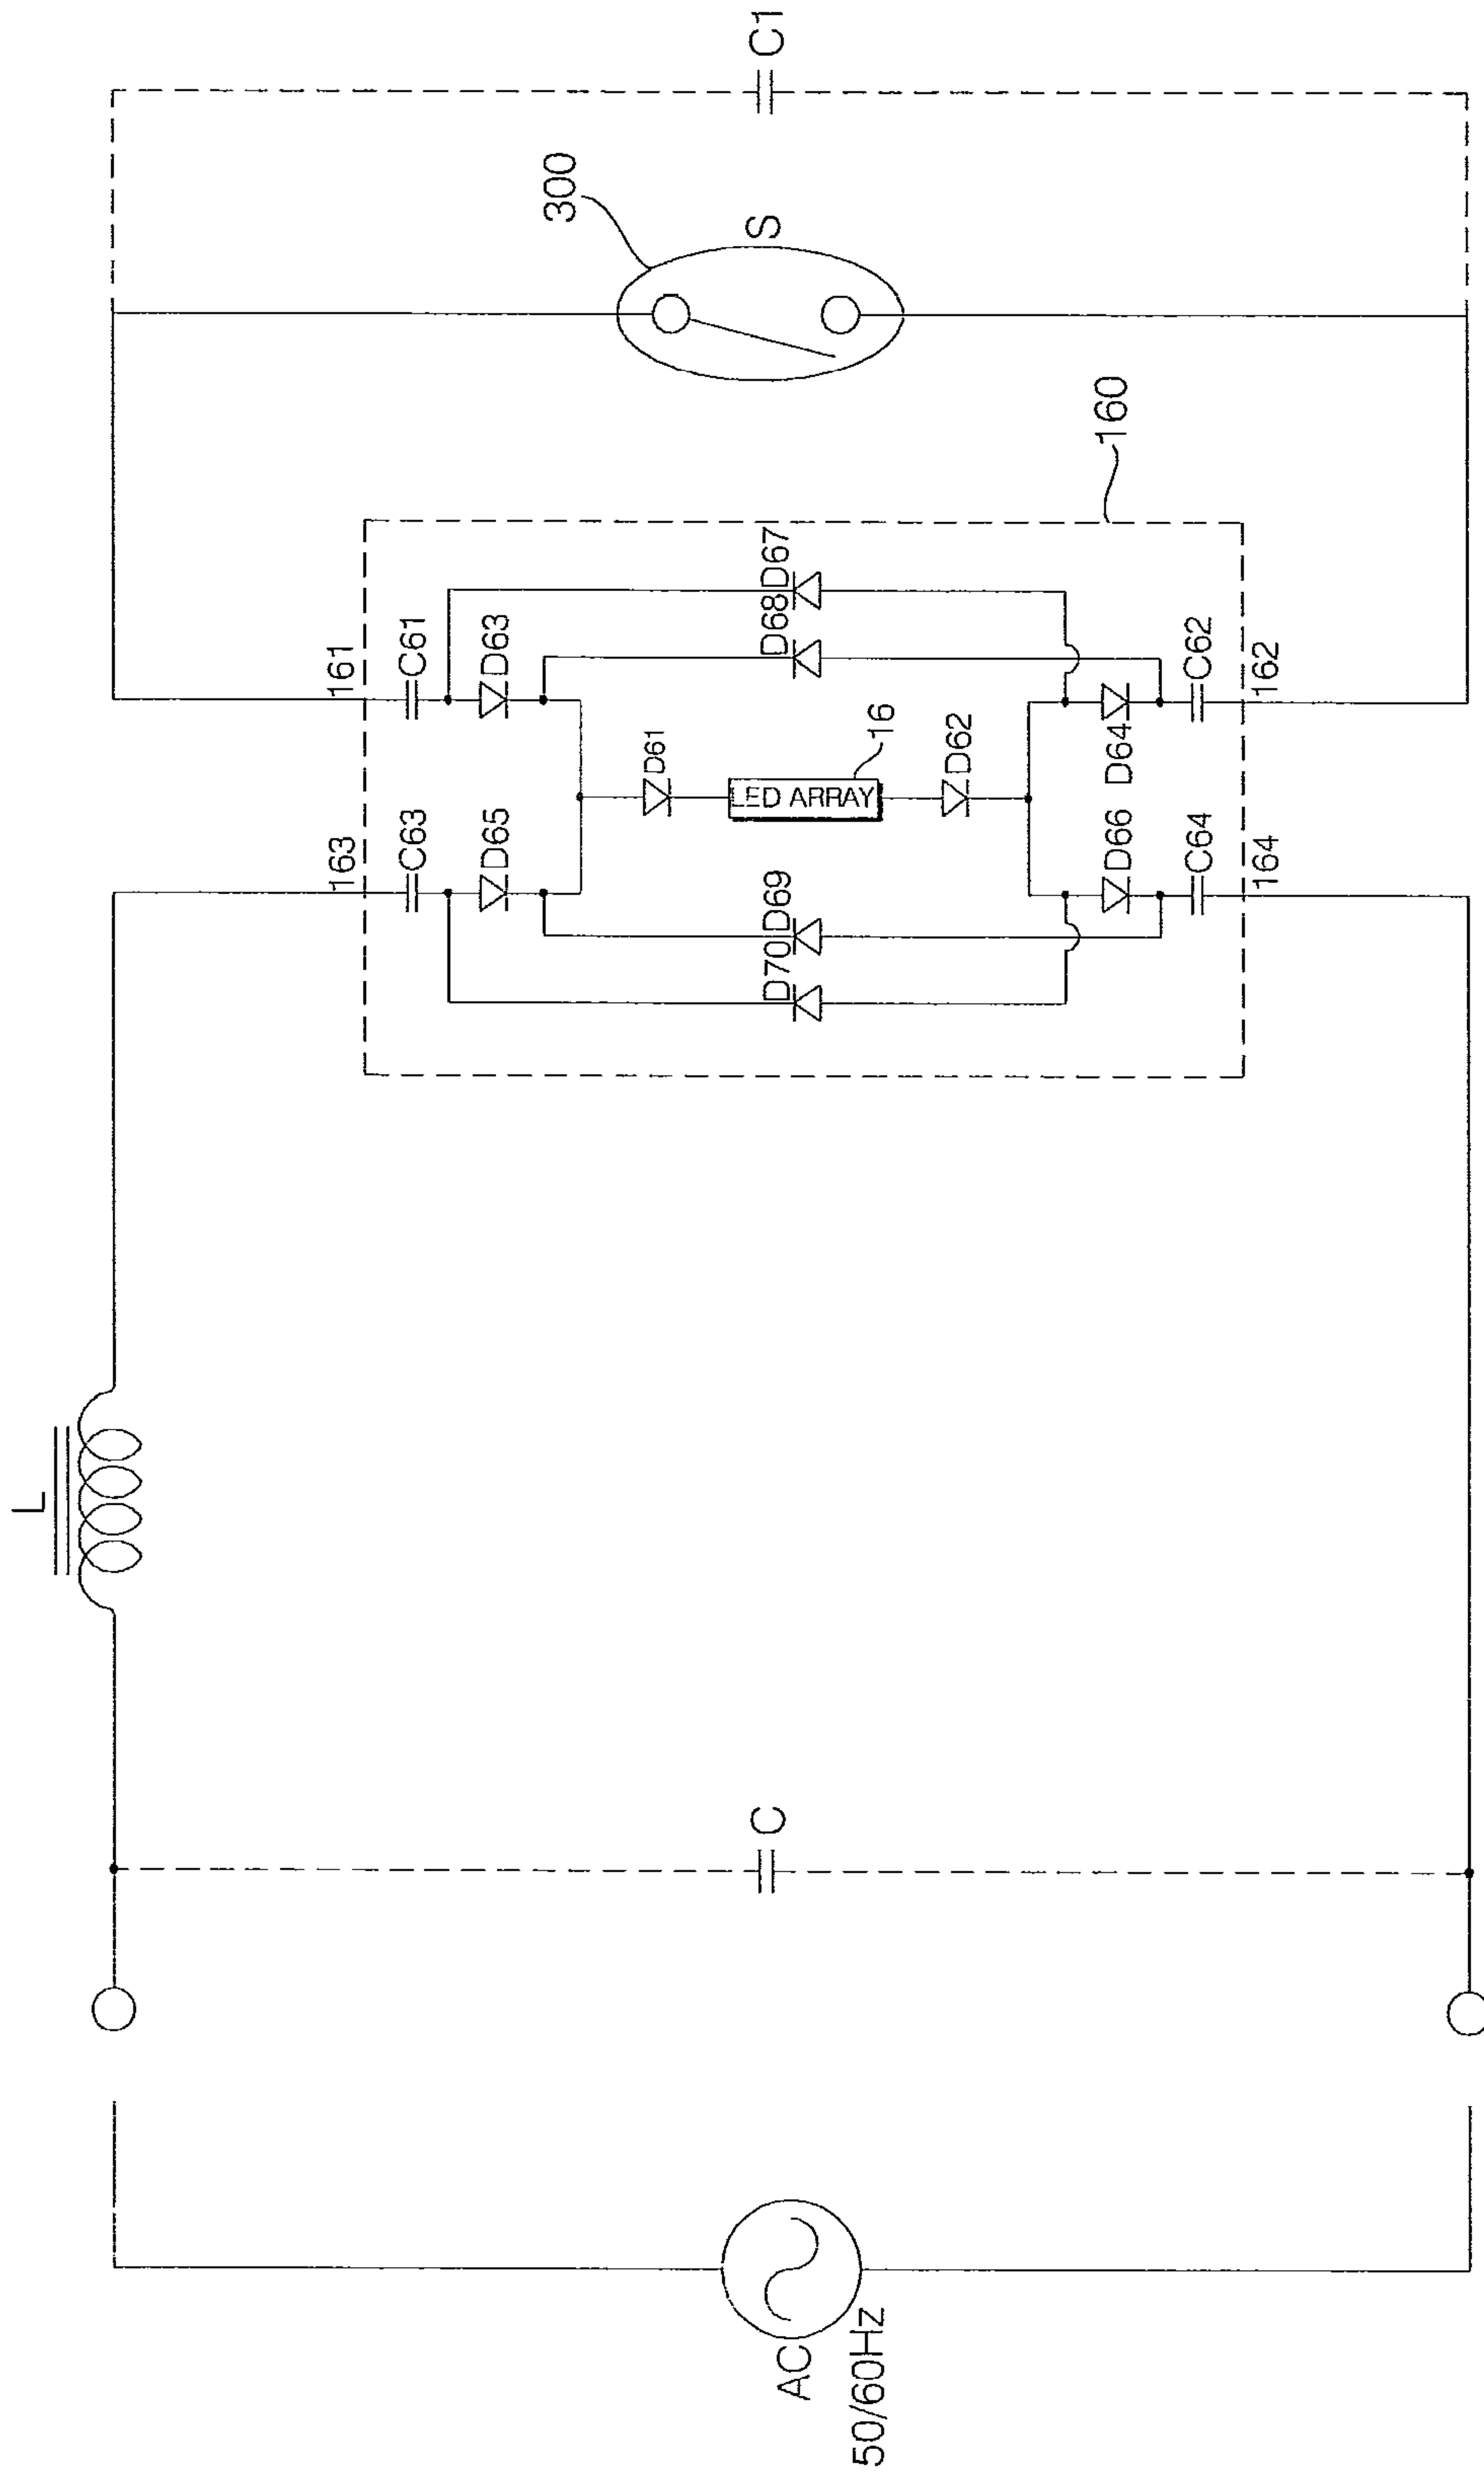 L
C
AC
50/60Hz
163
C63
D65
161
C61
D63
D61
LED ARRAY
16
D62
D70
D69
D68
D67
D66
C64
164
D64
C62
162
160
300
S
C1